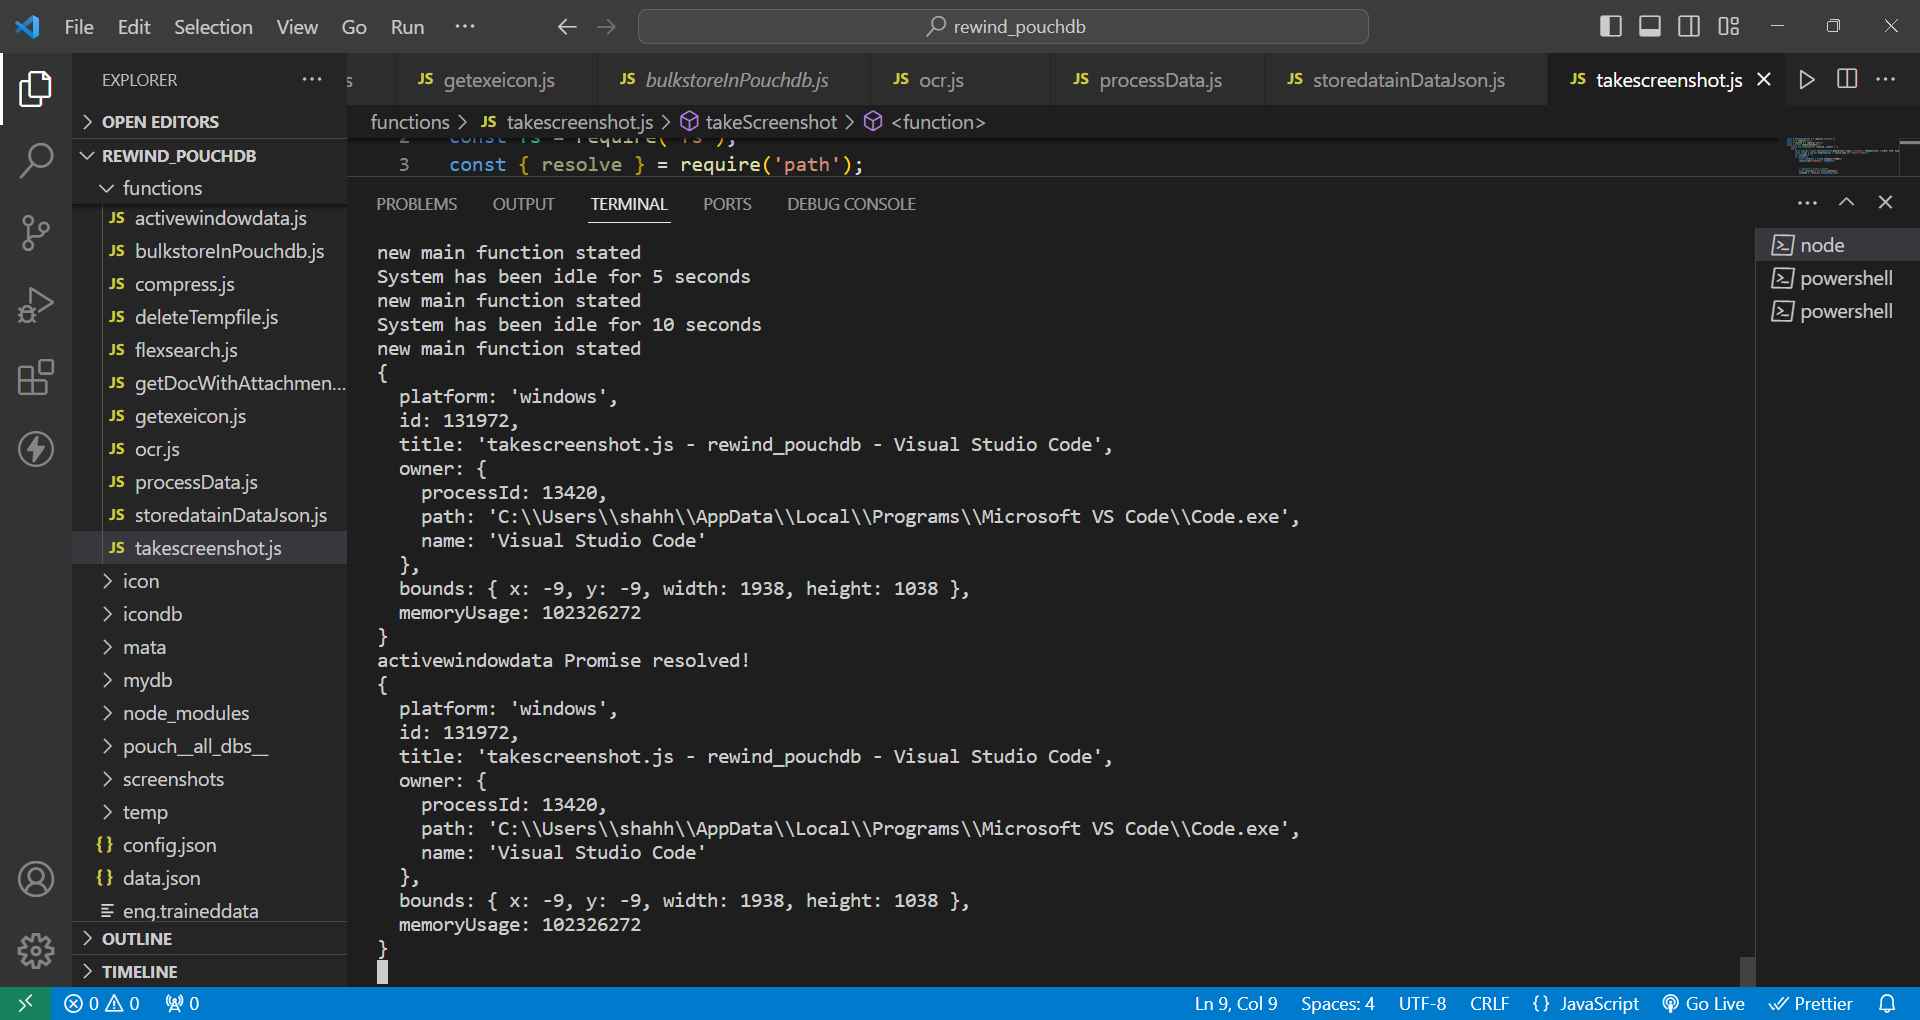 File Edit Selection View Go Run ··· rewind_pouchdb
EXPLORER
OPEN EDITORS
REWIND_POUCHDB
functions
JS activewindowdata.js
JS bulkstoreInPouchdb.js
JS compress.js
JS deleteTempfile.js
JS flexsearch.js
JS getDocWithAttachmen...
JS getexeicon.js
JS ocr.js
JS processData.js
JS storedatainDataJson.js
JS takescreenshot.js
icon
icondb
mata
mydb
node_modules
pouch__all_dbs__
screenshots
temp
{} config.json
{} data.json
eng.traineddata
OUTLINE
TIMELINE
s JS getexeicon.js JS bulkstoreInPouchdb.js JS ocr.js JS processData.js JS storedatainDataJson.js JS takescreenshot.js
functions > JS takescreenshot.js > takeScreenshot > <function>
2 const fs = require('fs');
3 const { resolve } = require('path');
PROBLEMS OUTPUT TERMINAL PORTS DEBUG CONSOLE
new main function stated
System has been idle for 5 seconds
new main function stated
System has been idle for 10 seconds
new main function stated
{
platform: 'windows',
id: 131972,
title: 'takescreenshot.js - rewind_pouchdb - Visual Studio Code',
owner: {
processId: 13420,
path: 'C:\\Users\\shahh\\AppData\\Local\\Programs\\Microsoft VS Code\\Code.exe',
name: 'Visual Studio Code'
},
bounds: { x: -9, y: -9, width: 1938, height: 1038 },
memoryUsage: 102326272
}
activewindowdata Promise resolved!
{
platform: 'windows',
id: 131972,
title: 'takescreenshot.js - rewind_pouchdb - Visual Studio Code',
owner: {
processId: 13420,
path: 'C:\\Users\\shahh\\AppData\\Local\\Programs\\Microsoft VS Code\\Code.exe',
name: 'Visual Studio Code'
},
bounds: { x: -9, y: -9, width: 1938, height: 1038 },
memoryUsage: 102326272
}
node
powershell
powershell
0 0 0 Ln 9, Col 9 Spaces: 4 UTF-8 CRLF {} JavaScript Go Live Prettier